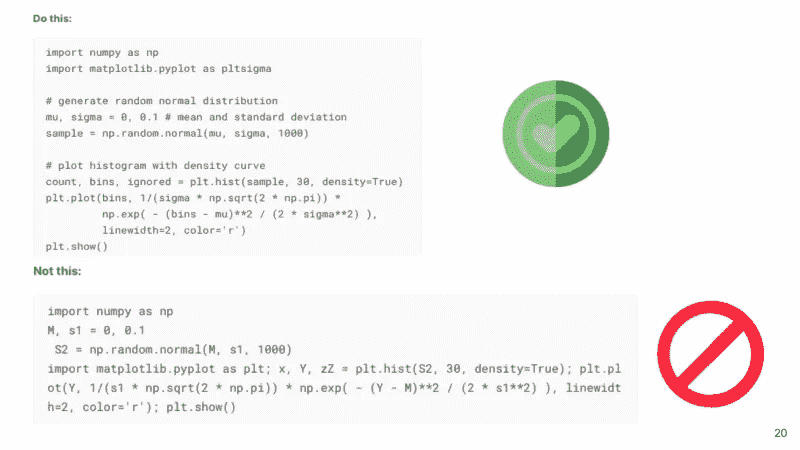 Do this:
import numpy as np
import matplotlib.pyplot as pltsigma
# generate random normal distribution
mu, sigma = 0, 0.1 # mean and standard deviation
sample = np.random.normal(mu, sigma, 1000)
# plot histogram with density curve
count, bins, ignored = plt.hist(sample, 30, density=True)
plt.plot(bins, 1/(sigma * np.sqrt(2 * np.pi)) *
np.exp( - (bins - mu)**2 / (2 * sigma**2) ),
linewidth=2, color='r')
plt.show()
Not this:
import numpy as np
M, s1 = 0, 0.1
S2 = np.random.normal(M, s1, 1000)
import matplotlib.pyplot as plt; x, Y, zZ = plt.hist(S2, 30, density=True); plt.pl
ot(Y, 1/(s1 * np.sqrt(2 * np.pi)) * np.exp( - (Y - M)**2 / (2 * s1**2) ), linewidt
h=2, color='r'); plt.show()
20